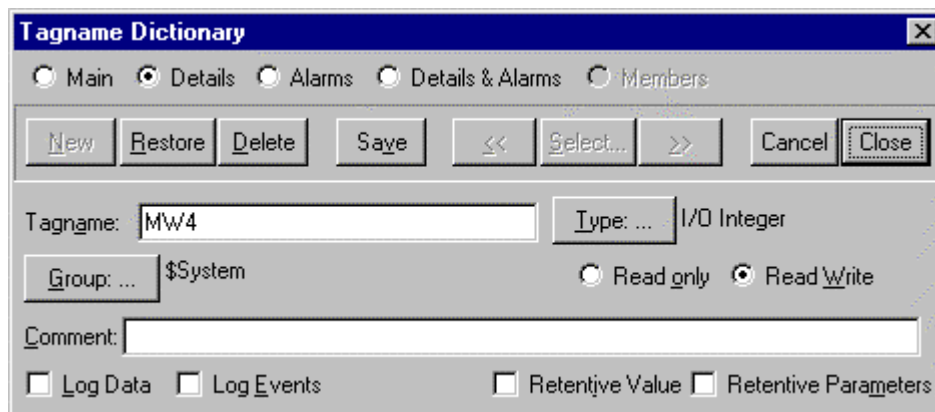 Tagname Dictionary
Main Details Alarms Details & Alarms Members
New Restore Delete Save << Select... >> Cancel Close
Tagname: MW4 Type: ... I/O Integer
Group: ... $System Read only Read Write
Comment:
Log Data Log Events Retentive Value Retentive Parameters